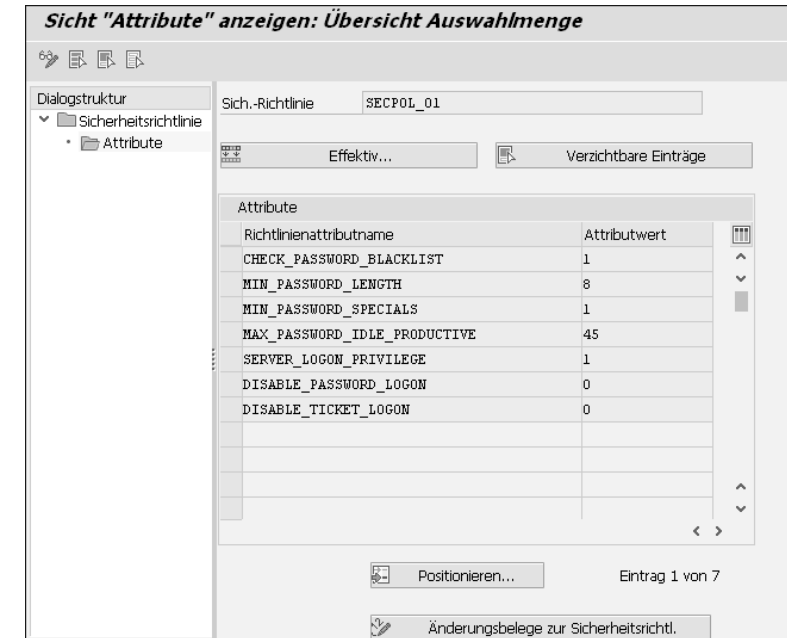 Sicht "Attribute" anzeigen: Übersicht Auswahlmenge
Dialogstruktur
Sicherheitsrichtlinie
Attribute
Sich.-Richtlinie SECPOL_01
Effektiv... Verzichtbare Einträge
Attribute
Richtlinienattributname Attributwert
CHECK_PASSWORD_BLACKLIST 1
MIN_PASSWORD_LENGTH 8
MIN_PASSWORD_SPECIALS 1
MAX_PASSWORD_IDLE_PRODUCTIVE 45
SERVER_LOGON_PRIVILEGE 1
DISABLE_PASSWORD_LOGON 0
DISABLE_TICKET_LOGON 0
Positionieren... Eintrag 1 von 7
Änderungsbelege zur Sicherheitsrichtl.